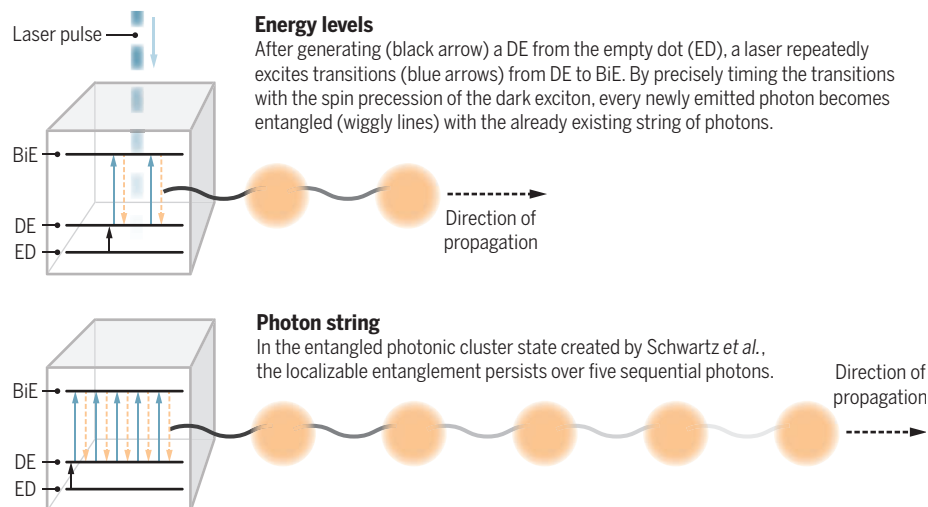 Laser pulse
Energy levels
After generating (black arrow) a DE from the empty dot (ED), a laser repeatedly
excites transitions (blue arrows) from DE to BiE. By precisely timing the transitions
with the spin precession of the dark exciton, every newly emitted photon becomes
entangled (wiggly lines) with the already existing string of photons.
BiE
DE
ED
Direction of
propagation
Photon string
In the entangled photonic cluster state created by Schwartz et al.,
the localizable entanglement persists over five sequential photons.
Direction of
propagation
BiE
DE
ED